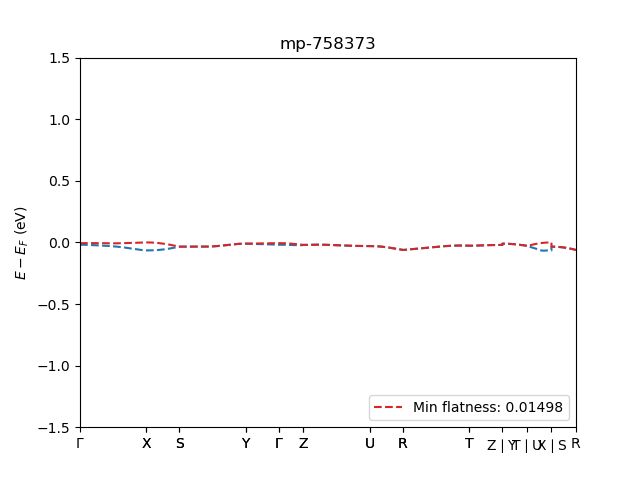 mp-758373
E − E_F (eV)
1.5
1.0
0.5
0.0
−0.5
−1.0
−1.5
Min flatness: 0.01498
Γ X S Y Γ Z U R T Z | Y T | U X | S R